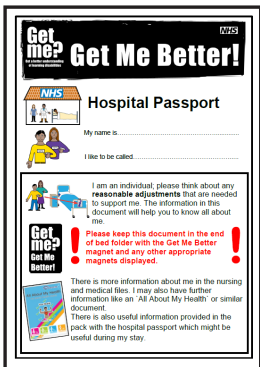 Get me?
Get a better understanding
of learning disabilities
NHS
Get Me Better!
NHS
Hospital Passport
My name is
I like to be called
I am an individual; please think about any
reasonable adjustments that are needed
to support me. The information in this
document will help you to know all about
me.
Get me?
Get Me
Better!
! Please keep this document in the end !
of bed folder with the Get Me Better
magnet and any other appropriate
magnets displayed.
There is more information about me in the nursing
and medical files. I may also have further
information like an `All About My Health´ or similar
document.
There is also useful information provided in the
pack with the hospital passport which might be
useful during my stay.
All About My Health